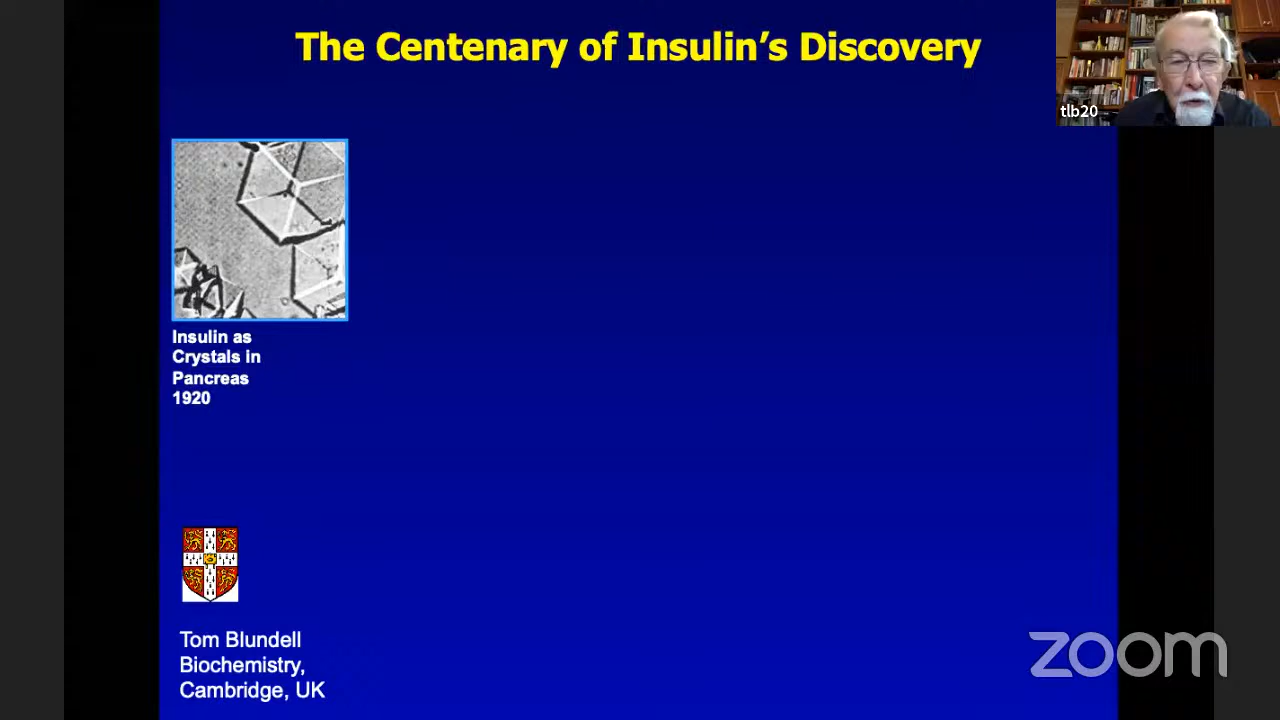 The Centenary of Insulin's Discovery
tlb20
Insulin as
Crystals in
Pancreas
1920
Tom Blundell
Biochemistry,
Cambridge, UK
zoom